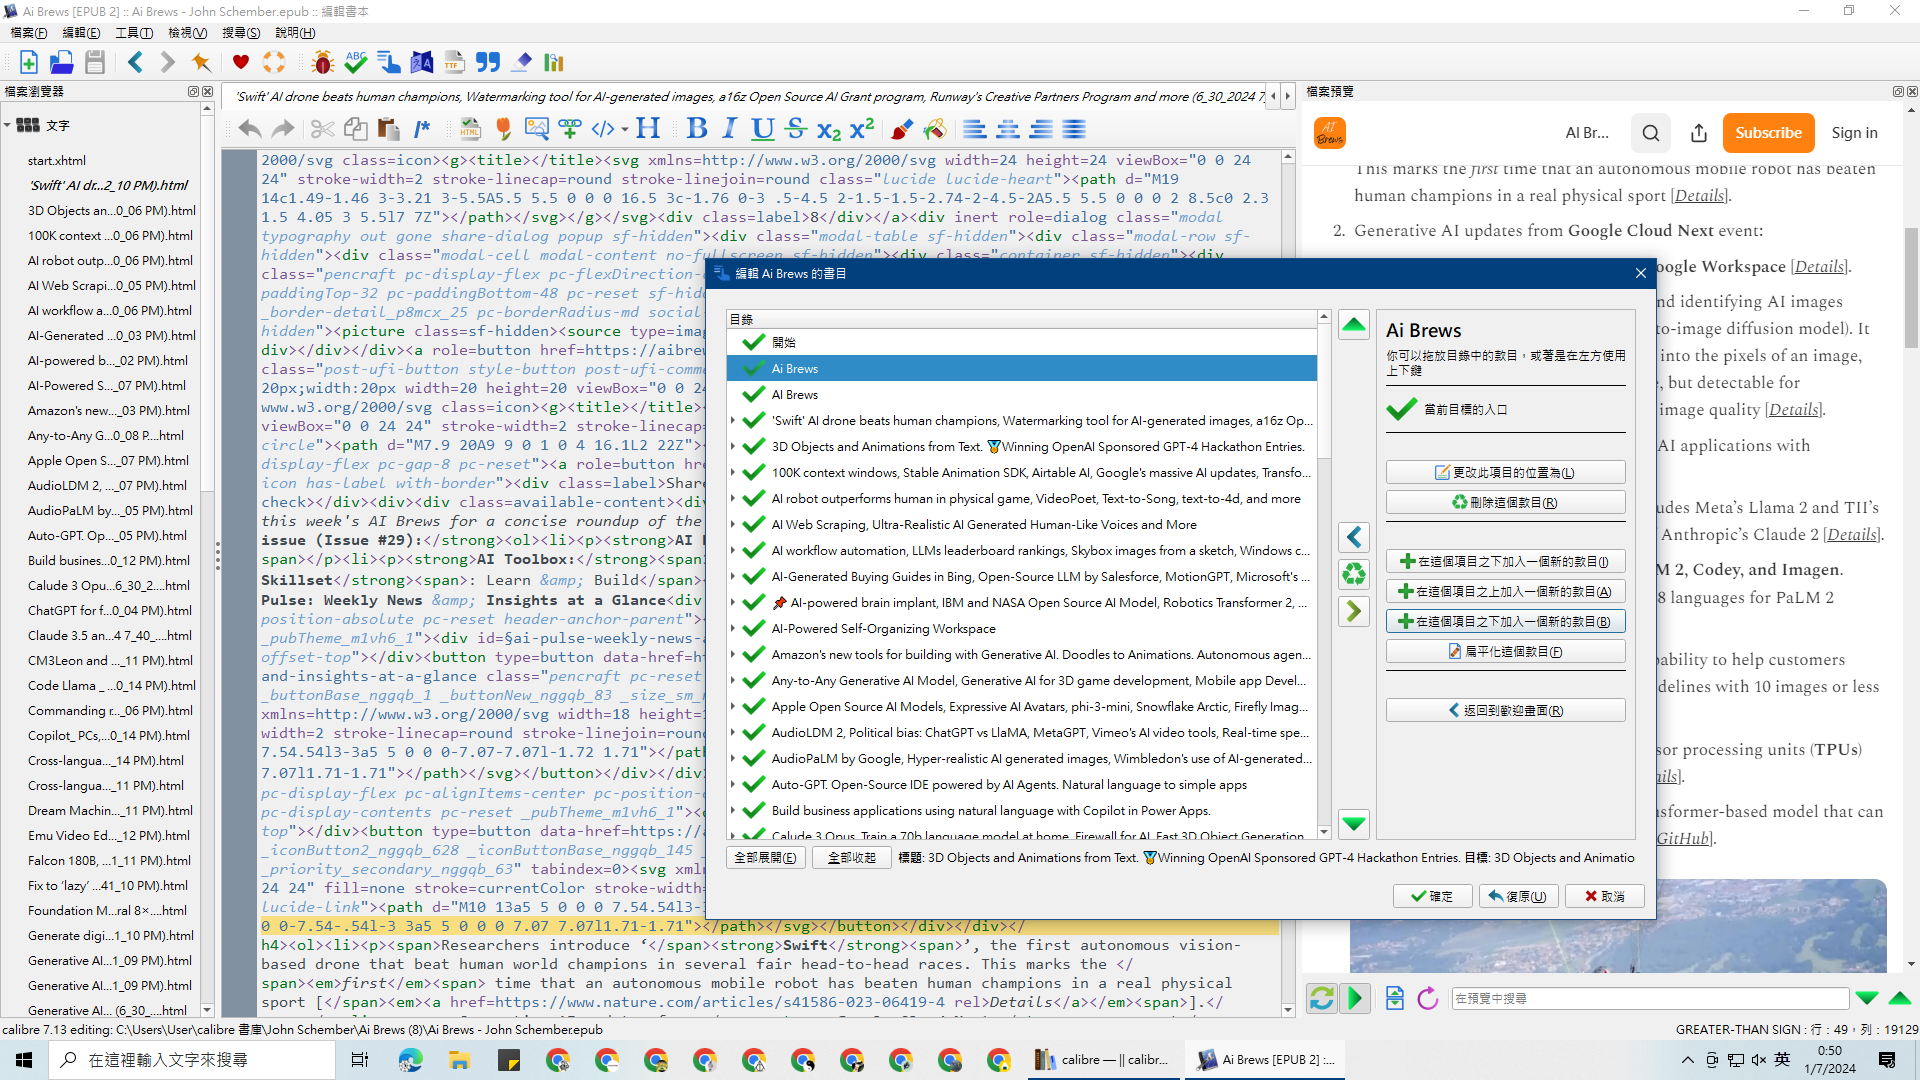 Ai Brews [EPUB 2] :: Ai Brews - John Schember.epub :: 編輯書本
檔案(F) 編輯(E) 工具(T) 檢視(V) 搜尋(S) 說明(H)
檔案瀏覽器
文字
start.xhtml
'Swift' AI dr...2_10 PM).html
3D Objects an...0_06 PM).html
100K context ...0_06 PM).html
AI robot outp...0_06 PM).html
AI Web Scrapi...0_05 PM).html
AI workflow a...0_06 PM).html
AI-Generated ...0_03 PM).html
AI-powered b..._02 PM).html
AI-Powered S..._07 PM).html
Amazon's new..._03 PM).html
Any-to-Any G...0_08 P....html
Apple Open S..._07 PM).html
AudioLDM 2, ..._07 PM).html
AudioPaLM by..._05 PM).html
Auto-GPT. Op..._05 PM).html
Build busines...0_12 PM).html
Calude 3 Opu...6_30_2....html
ChatGPT for f...0_04 PM).html
Claude 3.5 an...4 7_40_....html
CM3Leon and ..._11 PM).html
Code Llama _ ...0_14 PM).html
Commanding r..._06 PM).html
Copilot_ PCs,...0_14 PM).html
Cross-langua..._14 PM).html
Cross-langua..._11 PM).html
Dream Machin..._11 PM).html
Emu Video Ed..._12 PM).html
Falcon 180B, ...1_11 PM).html
Fix to 'lazy' ...41_10 PM).html
Foundation M...ral 8×....html
Generate digi...1_10 PM).html
Generative AI...1_09 PM).html
Generative AI...1_09 PM).html
Generative AI ... (6_30_....html
'Swift' AI drone beats human champions, Watermarking tool for AI-generated images, a16z Open Source AI Grant program, Runway's Creative Partners Program and more (6_30_2024 7
2000/svg class=icon><g><title></title><svg xmlns=http://www.w3.org/2000/svg width=24 height=24 viewBox="0 0 24
24" stroke-width=2 stroke-linecap=round stroke-linejoin=round class="lucide lucide-heart"><path d="M19
14c1.49-1.46 3-3.21 3-5.5A5.5 5.5 0 0 0 16.5 3c-1.76 0-3 .5-4.5 2-1.5-1.5-2.74-2-4.5-2A5.5 5.5 0 0 0 2 8.5c0 2.3
1.5 4.05 3 5.5l7 7Z"></path></svg></g></svg><div class=label>8</div></a><div inert role=dialog class="modal
typography out gone share-dialog popup sf-hidden"><div class="modal-table sf-hidden"><div class="modal-row sf-
hidden"><div class="modal-cell modal-content no-fullscreen sf-hidden"><div class="container sf-hidden"><div
class="pencraft pc-display-flex pc-flexDirection-
paddingTop-32 pc-paddingBottom-48 pc-reset sf-hid
_border-detail_p8mcx_25 pc-borderRadius-md social
hidden"><picture class=sf-hidden><source type=imag
div></div></div><a role=button href=https://aibrew
class="post-ufi-button style-button post-ufi-comme
20px;width:20px width=20 height=20 viewBox="0 0 24
www.w3.org/2000/svg class=icon><g><title></title>
viewBox="0 0 24 24" stroke-width=2 stroke-linecap=
circle"><path d="M7.9 20A9 9 0 1 0 4 16.1L2 22Z">
display-flex pc-gap-8 pc-reset"><a role=button hre
icon has-label with-border"><div class=label>Share
check></div><div><div class=available-content><div
this week's AI Brews for a concise roundup of the
issue (Issue #29):</strong><ol><li><p><strong>AI
span></p><li><p><strong>AI Toolbox:</strong><span
Skillset</strong><span>: Learn &amp; Build</span>
Pulse: Weekly News &amp; Insights at a Glance<div
position-absolute pc-reset header-anchor-parent">
_pubTheme_m1vh6_1"><div id=§ai-pulse-weekly-news-a
offset-top"></div><button type=button data-href=ht
and-insights-at-a-glance class="pencraft pc-reset
_buttonBase_nggqb_1 _buttonNew_nggqb_83 _size_sm_n
xmlns=http://www.w3.org/2000/svg width=18 height=1
width=2 stroke-linecap=round stroke-linejoin=round
7.54.54l3-3a5 5 0 0 0-7.07-7.07l-1.72 1.71"></path
7.07l1.71-1.71"></path></svg></button></div></div>
pc-display-flex pc-alignItems-center pc-position-a
pc-display-contents pc-reset _pubTheme_m1vh6_1"><d
top"></div><button type=button data-href=https://a
_iconButton2_nggqb_628 _iconButtonBase_nggqb_145
_priority_secondary_nggqb_63" tabindex=0><svg xmln
24 24" fill=none stroke=currentColor stroke-width=
lucide-link"><path d="M10 13a5 5 0 0 0 7.54.54l3-
0 0-7.54-.54l-3 3a5 5 0 0 0 7.07 7.07l1.71-1.71"></path></svg></button></div></div></
h4><ol><li><p><span>Researchers introduce ‘</span><strong>Swift</strong><span>’, the first autonomous vision-
based drone that beat human world champions in several fair head-to-head races. This marks the </
span><em>first</em><span> time that an autonomous mobile robot has beaten human champions in a real physical
sport [</span><em><a href=https://www.nature.com/articles/s41586-023-06419-4 rel>Details</a></em><span>].</
編輯 Ai Brews 的書目
目錄
開始
Ai Brews
AI Brews
'Swift' AI drone beats human champions, Watermarking tool for AI-generated images, a16z Op...
3D Objects and Animations from Text. 🏅Winning OpenAI Sponsored GPT-4 Hackathon Entries.
100K context windows, Stable Animation SDK, Airtable AI, Google's massive AI updates, Transfo...
AI robot outperforms human in physical game, VideoPoet, Text-to-Song, text-to-4d, and more
AI Web Scraping, Ultra-Realistic AI Generated Human-Like Voices and More
AI workflow automation, LLMs leaderboard rankings, Skybox images from a sketch, Windows c...
AI-Generated Buying Guides in Bing, Open-Source LLM by Salesforce, MotionGPT, Microsoft's ...
📌 AI-powered brain implant, IBM and NASA Open Source AI Model, Robotics Transformer 2, ...
AI-Powered Self-Organizing Workspace
Amazon's new tools for building with Generative AI. Doodles to Animations. Autonomous agen...
Any-to-Any Generative AI Model, Generative AI for 3D game development, Mobile app Devel...
Apple Open Source AI Models, Expressive AI Avatars, phi-3-mini, Snowflake Arctic, Firefly Imag...
AudioLDM 2, Political bias: ChatGPT vs LlaMA, MetaGPT, Vimeo's AI video tools, Real-time spe...
AudioPaLM by Google, Hyper-realistic AI generated images, Wimbledon's use of AI-generated...
Auto-GPT. Open-Source IDE powered by AI Agents. Natural language to simple apps
Build business applications using natural language with Copilot in Power Apps.
Calude 3 Opus, Train a 70b language model at home, Firewall for AI, Fast 3D Object Generation
全部展開(E) 全部收起 標題: 3D Objects and Animations from Text. 🏅Winning OpenAI Sponsored GPT-4 Hackathon Entries. 目標: 3D Objects and Animatio
Ai Brews
你可以拖放目錄中的款目，或著是在左方使用
上下鍵
當前目標的入口
更改此項目的位置為(L)
刪除這個款目(R)
在這個項目之下加入一個新的款目(I)
在這個項目之上加入一個新的款目(A)
在這個項目之下加入一個新的款目(B)
扁平化這個款目(F)
返回到歡迎畫面(R)
確定 復原(U) 取消
檔案預覽
AI Brews
AI Br...
Subscribe
Sign in
This marks the first time that an autonomous mobile robot has beaten
human champions in a real physical sport [Details].
2. Generative AI updates from Google Cloud Next event:
oogle Workspace [Details].
nd identifying AI images
to-image diffusion model). It
into the pixels of an image,
, but detectable for
image quality [Details].
AI applications with
udes Meta's Llama 2 and TII's
Anthropic's Claude 2 [Details].
M 2, Codey, and Imagen.
8 languages for PaLM 2
pability to help customers
delines with 10 images or less
sor processing units (TPUs)
ails].
nsformer-based model that can
GitHub].
在預覽中搜尋
calibre 7.13 editing: C:\Users\User\calibre 書庫\John Schember\Ai Brews (8)\Ai Brews - John Schember.epub
GREATER-THAN SIGN : 行 : 49，列 : 19129
在這裡輸入文字來搜尋
calibre — || calibr...
Ai Brews [EPUB 2] :...
英
0:50
1/7/2024